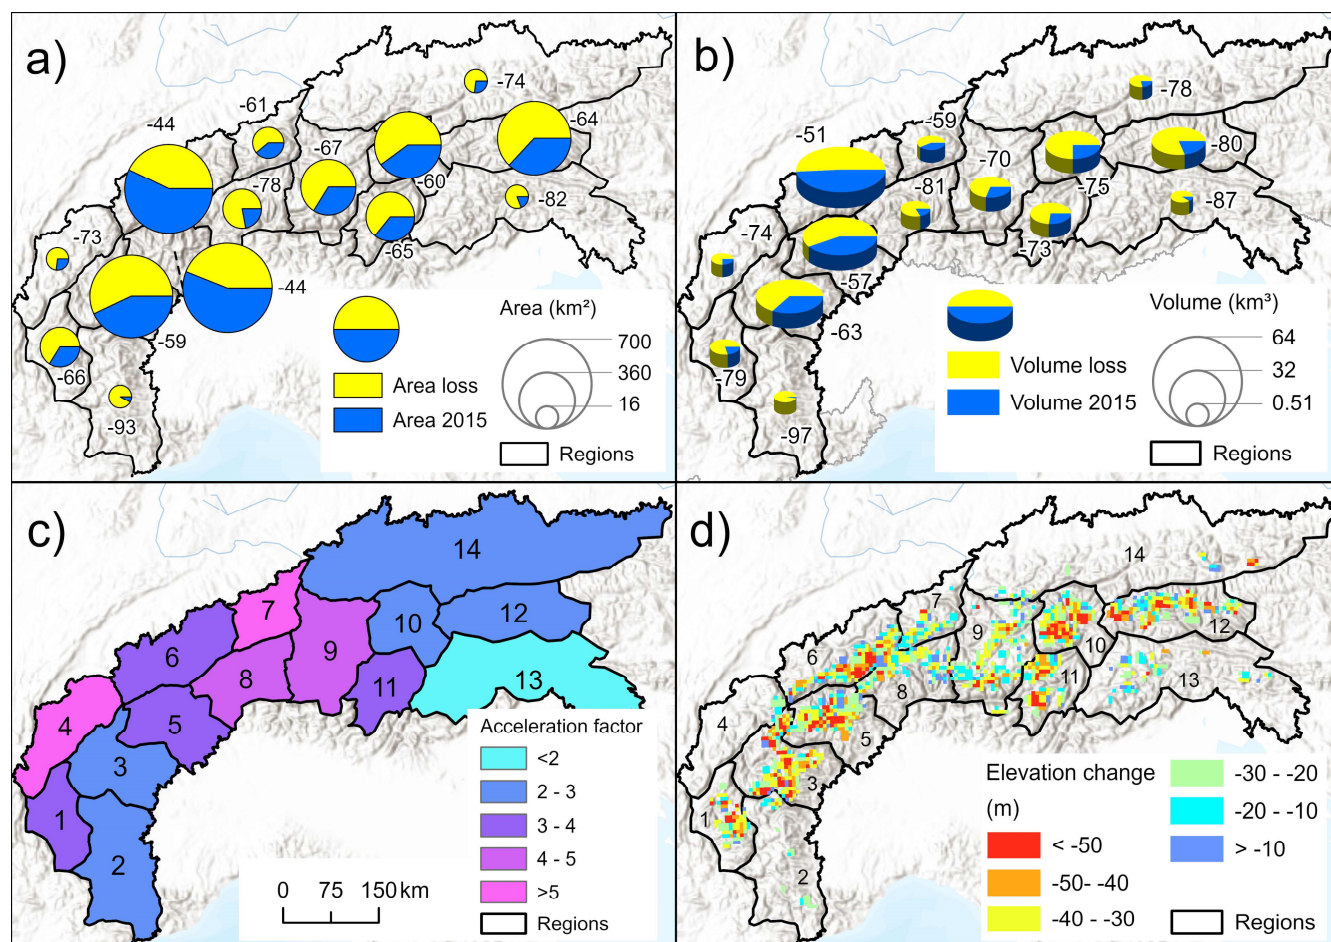 a)
-74
-61
-44
-64
-67
-78
-60
-82
-73
-65
-44
-59
-66
-93
Area (km²)
700
360
16
Area loss
Area 2015
Regions
b)
-78
-59
-51
-70
-80
-81
-75
-87
-74
-73
-57
-63
-79
-97
Volume (km³)
64
32
0.51
Volume loss
Volume 2015
Regions
c)
14
7
10
12
6
9
8
11
13
4
5
3
1
2
Acceleration factor
<2
2 - 3
3 - 4
4 - 5
>5
Regions
0 75 150 km
d)
14
7
9
12
6
10
11
13
8
4
5
3
1
2
Elevation change
(m)
< -50
-50- -40
-40 - -30
-30 - -20
-20 - -10
> -10
Regions